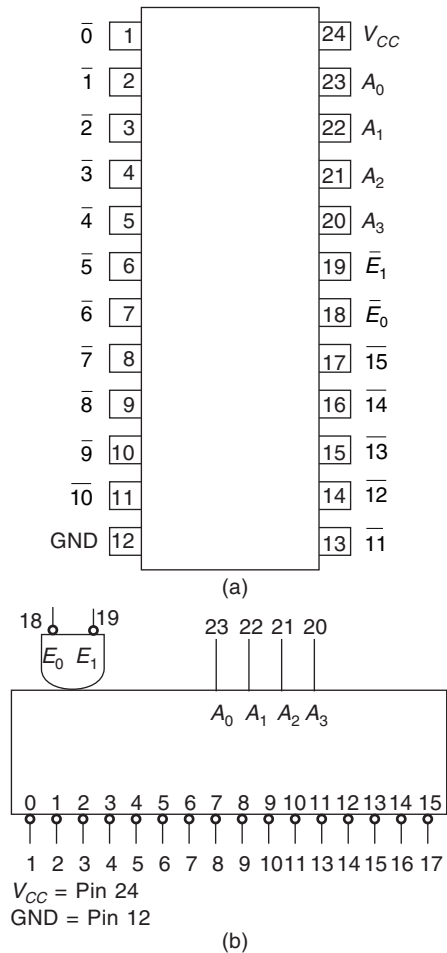 0̅ 1 24 V_CC
1̅ 2 23 A₀
2̅ 3 22 A₁
3̅ 4 21 A₂
4̅ 5 20 A₃
5̅ 6 19 E̅₁
6̅ 7 18 E̅₀
7̅ 8 17 1̅5̅
8̅ 9 16 1̅4̅
9̅ 10 15 1̅3̅
1̅0̅ 11 14 1̅2̅
GND 12 13 1̅1̅
(a)
18 19 23 22 21 20
E₀ E₁
A₀ A₁ A₂ A₃
0 1 2 3 4 5 6 7 8 9 10 11 12 13 14 15
1 2 3 4 5 6 7 8 9 10 11 13 14 15 16 17
V_CC = Pin 24
GND = Pin 12
(b)